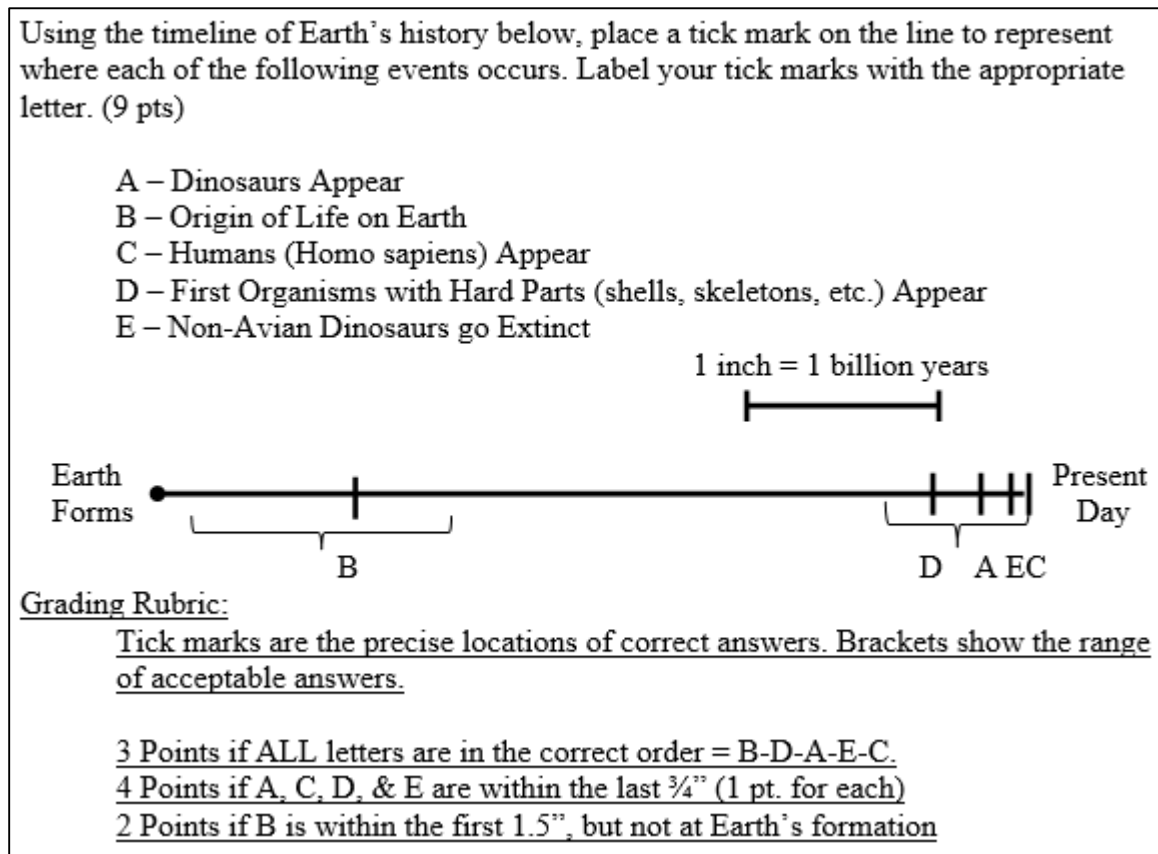 Using the timeline of Earth's history below, place a tick mark on the line to represent
where each of the following events occurs. Label your tick marks with the appropriate
letter. (9 pts)
A – Dinosaurs Appear
B – Origin of Life on Earth
C – Humans (Homo sapiens) Appear
D – First Organisms with Hard Parts (shells, skeletons, etc.) Appear
E – Non-Avian Dinosaurs go Extinct
1 inch = 1 billion years
Earth
Forms
Present
Day
B
D A EC
Grading Rubric:
Tick marks are the precise locations of correct answers. Brackets show the range
of acceptable answers.
3 Points if ALL letters are in the correct order = B-D-A-E-C.
4 Points if A, C, D, & E are within the last ¾” (1 pt. for each)
2 Points if B is within the first 1.5”, but not at Earth's formation